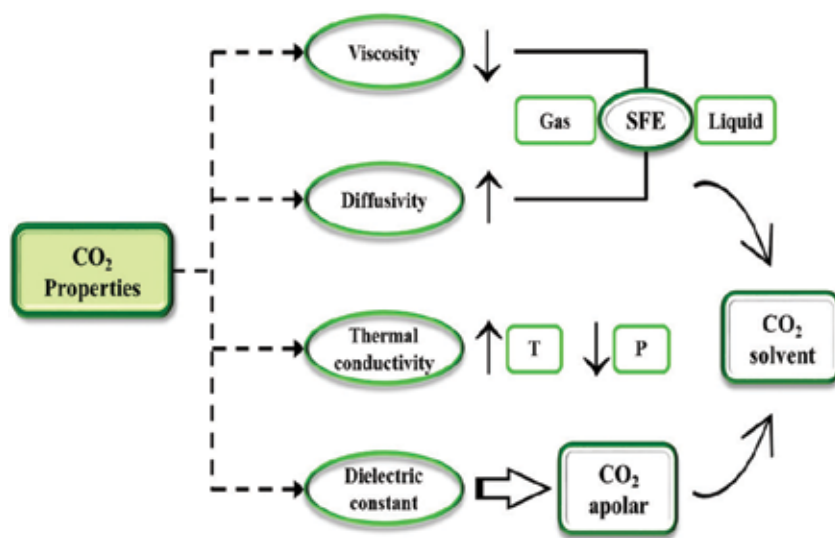 Viscosity
Gas
SFE
Liquid
Diffusivity
CO₂
Properties
Thermal
conductivity
T
P
CO₂
solvent
Dielectric
constant
CO₂
apolar